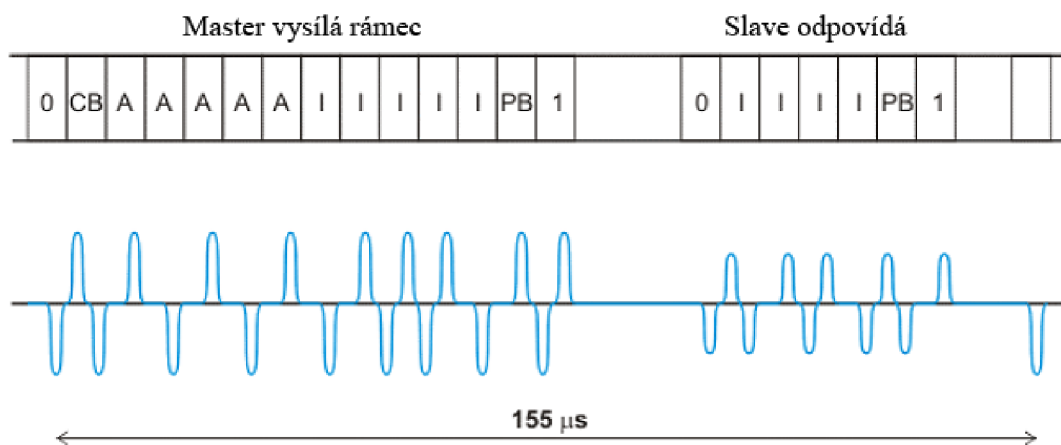 Master vysílá rámec Slave odpovídá
0 CB A A A A A I I I I I PB 1 0 I I I I PB 1
155 μs